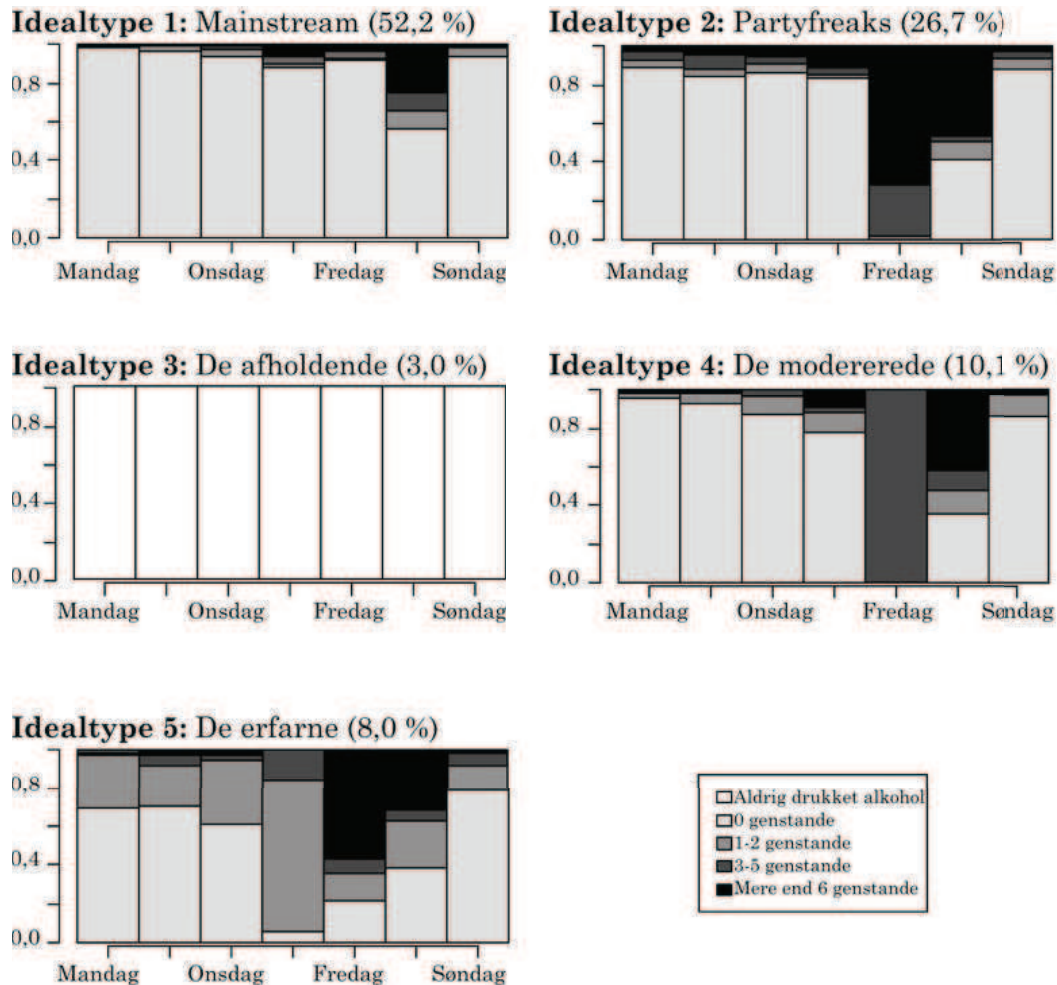 Idealtype 1: Mainstream (52,2 %)
0,8
0,4
0,0
Mandag Onsdag Fredag Søndag
Idealtype 2: Partyfreaks (26,7 %)
0,8
0,4
0,0
Mandag Onsdag Fredag Søndag
Idealtype 3: De afholdende (3,0 %)
0,8
0,4
0,0
Mandag Onsdag Fredag Søndag
Idealtype 4: De modererede (10,1 %)
0,8
0,4
0,0
Mandag Onsdag Fredag Søndag
Idealtype 5: De erfarne (8,0 %)
0,8
0,4
0,0
Mandag Onsdag Fredag Søndag
Aldrig drukket alkohol
0 genstande
1-2 genstande
3-5 genstande
Mere end 6 genstande